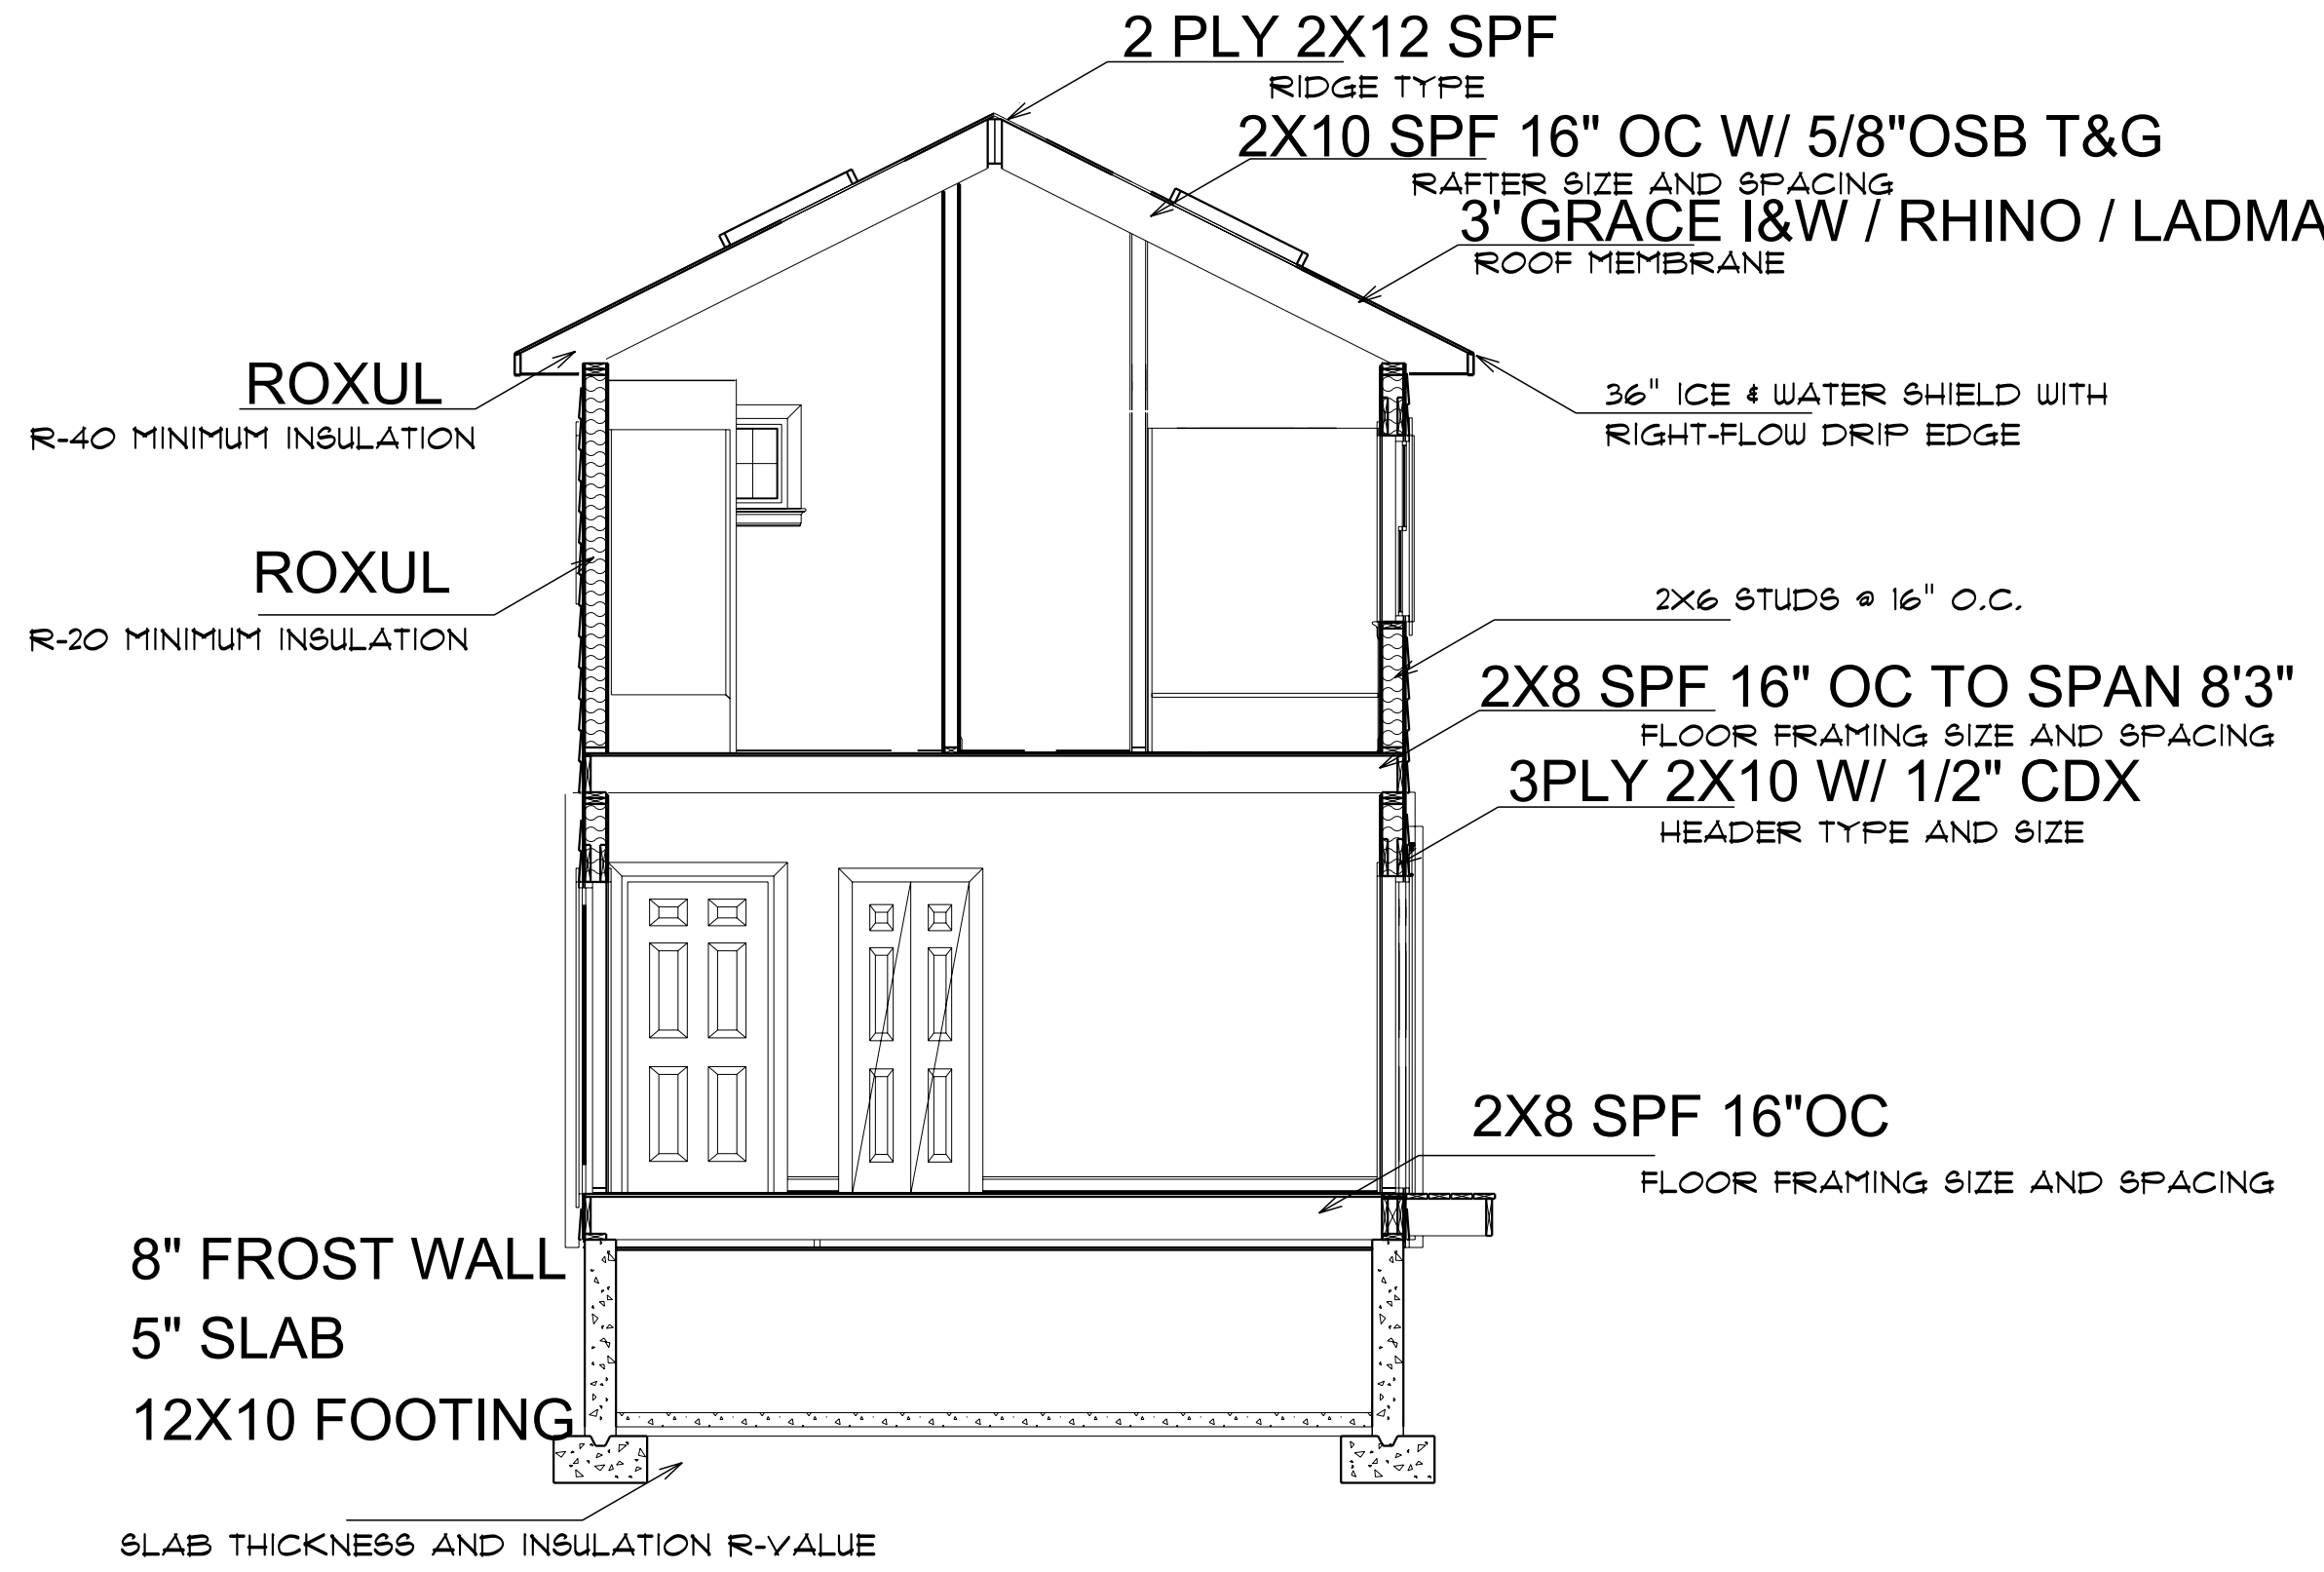 2 PLY 2X12 SPF
RIDGE TYPE
2X10 SPF 16" OC W/ 5/8"OSB T&G
RAFTER SIZE AND SPACING
3' GRACE I&W / RHINO / LADMA
ROOF MEMBRANE
ROXUL
R-40 MINIMUM INSULATION
36" ICE & WATER SHIELD WITH
RIGHT-FLOW DRIP EDGE
ROXUL
R-20 MINIMUM INSULATION
2X6 STUDS @ 16" O.C.
2X8 SPF 16" OC TO SPAN 8'3"
FLOOR FRAMING SIZE AND SPACING
3PLY 2X10 W/ 1/2" CDX
HEADER TYPE AND SIZE
2X8 SPF 16"OC
FLOOR FRAMING SIZE AND SPACING
8" FROST WALL
5" SLAB
12X10 FOOTING
SLAB THICKNESS AND INSULATION R-VALUE